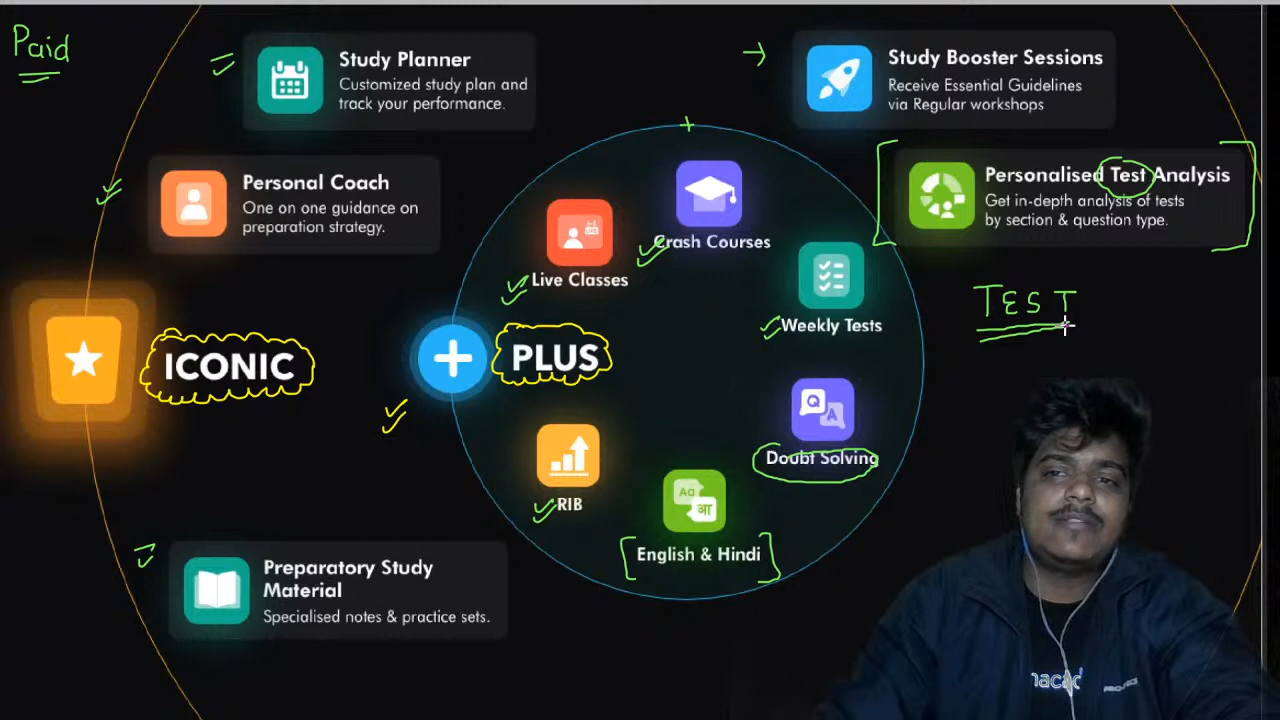 Paid
Study Planner
Customized study plan and
track your performance.
Study Booster Sessions
Receive Essential Guidelines
via Regular workshops
Personal Coach
One on one guidance on
preparation strategy.
Personalised Test Analysis
Get in-depth analysis of tests
by section & question type.
Crash Courses
Live Classes
Weekly Tests
TEST
ICONIC
PLUS
Q
A
Doubt Solving
RIB
Aa
आ
English & Hindi
Preparatory Study
Material
Specialised notes & practice sets.